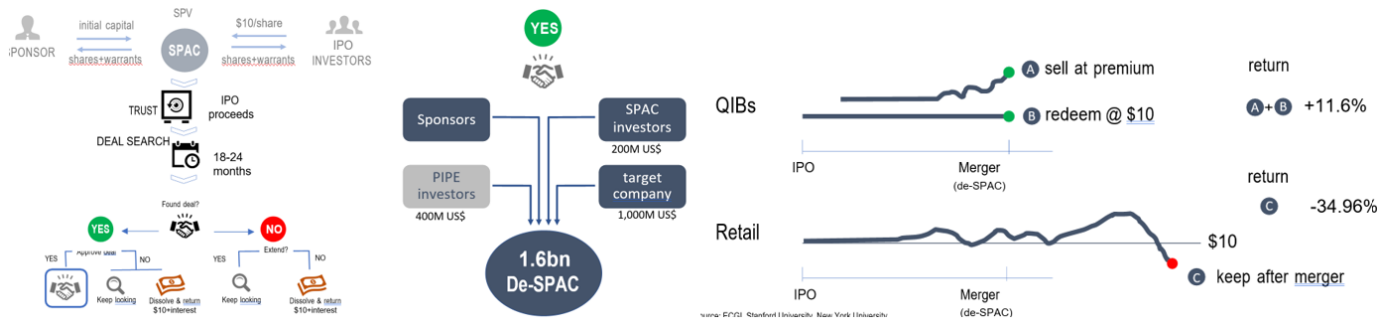 SPV
initial capital
$10/share
SPONSOR
SPAC
IPO
INVESTORS
shares+warrants
shares+warrants
TRUST
IPO
proceeds
DEAL SEARCH
18-24
months
Found deal?
YES
NO
Approve deal
Extend?
YES
NO
YES
NO
Keep looking
Dissolve & return
$10+interest
Keep looking
Dissolve & return
$10+interest
YES
Sponsors
SPAC
investors
200M US$
PIPE
investors
400M US$
target
company
1,000M US$
1.6bn
De-SPAC
QIBs
A sell at premium
B redeem @ $10
return
A+B +11.6%
IPO
Merger
(de-SPAC)
return
C -34.96%
Retail
$10
C keep after merger
IPO
Merger
(de-SPAC)
source: ECGI, Stanford University, New York University